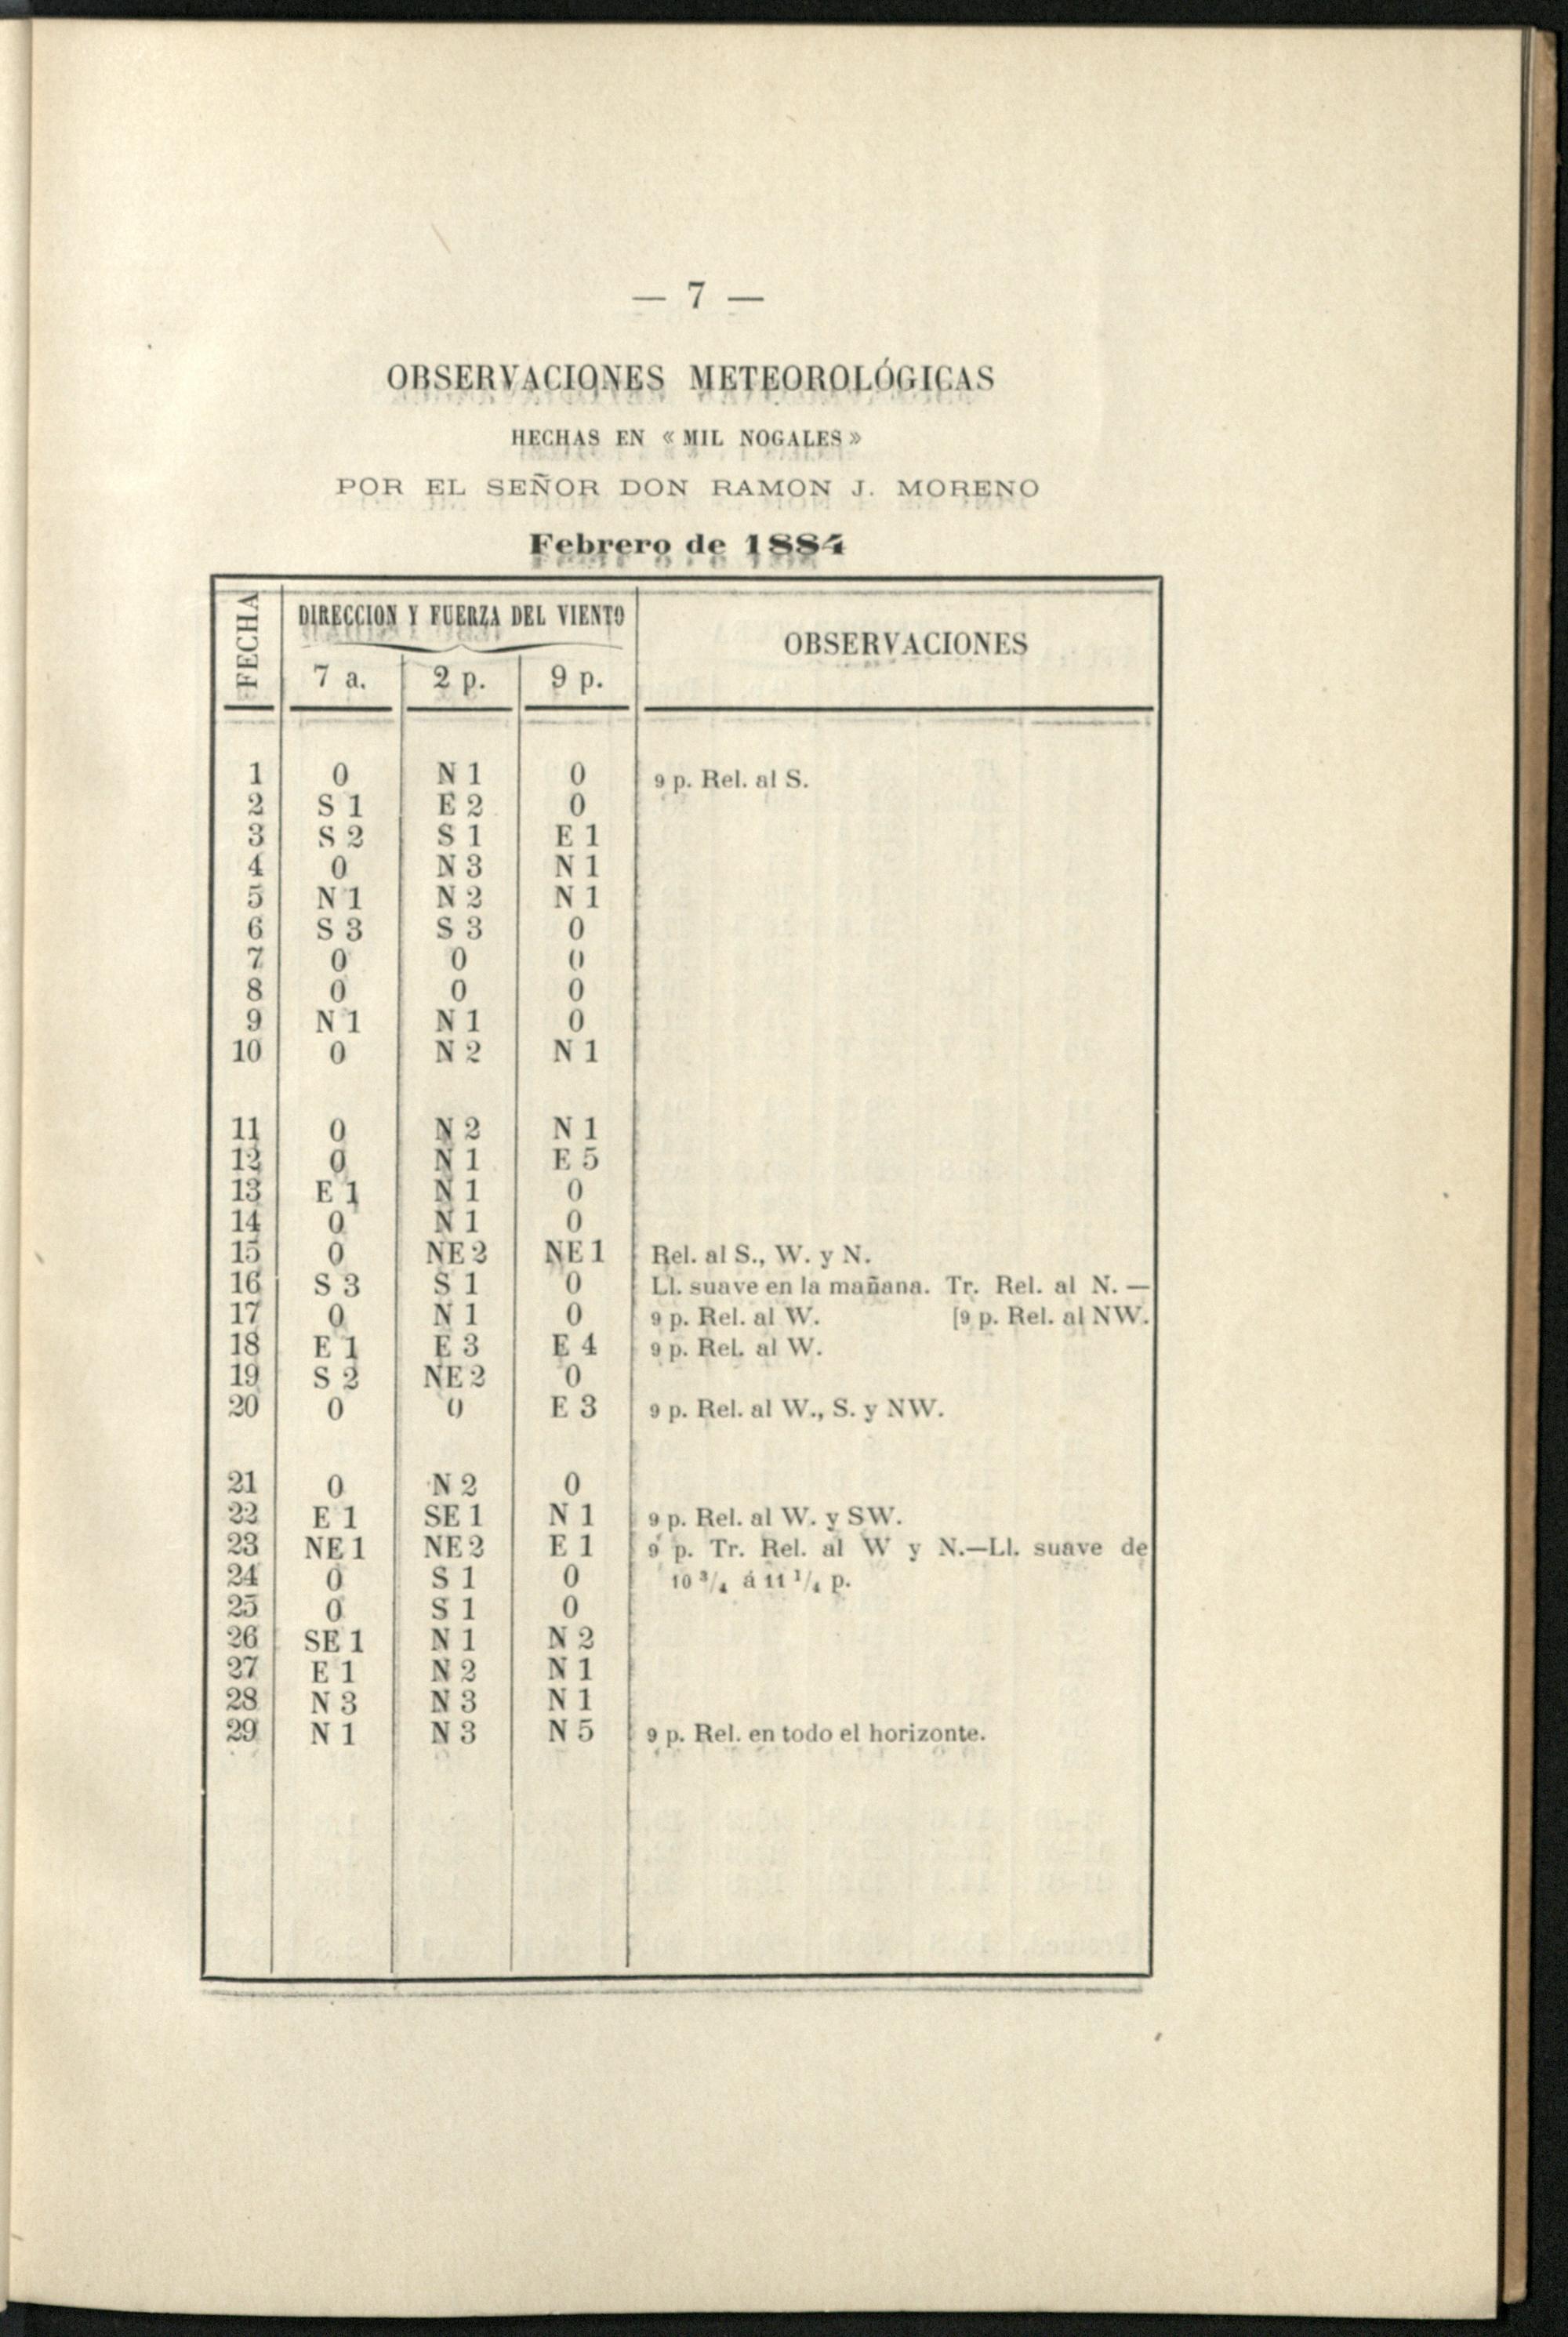 — 7 —
OBSERVACIONES METEOROLÓGICAS
HECHAS EN « MIL NOGALES »
POR EL SEÑOR DON RAMON J. MORENO
Febrero de 1884
FECHA DIRECCION Y FUERZA DEL VIENTO OBSERVACIONES
7 a. 2 p. 9 p.
1 0 N 1 0 9 p. Rel. al S.
2 S 1 E 2 0
3 S 2 S 1 E 1
4 0 N 3 N 1
5 N 1 N 2 N 1
6 S 3 S 3 0
7 0 0 0
8 0 0 0
9 N 1 N 1 0
10 0 N 2 N 1
11 0 N 2 N 1
12 0 N 1 E 5
13 E 1 N 1 0
14 0 N 1 0
15 0 NE 2 NE 1 Rel. al S., W. y N.
16 S 3 S 1 0 Ll. suave en la mañana. Tr. Rel. al N. —
17 0 N 1 0 9 p. Rel. al W. [9 p. Rel. al NW.
18 E 1 E 3 E 4 9 p. Rel. al W.
19 S 2 NE 2 0
20 0 0 E 3 9 p. Rel. al W., S. y NW.
21 0 N 2 0
22 E 1 SE 1 N 1 9 p. Rel. al W. y SW.
23 NE 1 NE 2 E 1 9 p. Tr. Rel. al W y N.—Ll. suave de
24 0 S 1 0 10 3/4 á 11 1/4 p.
25 0 S 1 0
26 SE 1 N 1 N 2
27 E 1 N 2 N 1
28 N 3 N 3 N 1
29 N 1 N 3 N 5 9 p. Rel. en todo el horizonte.